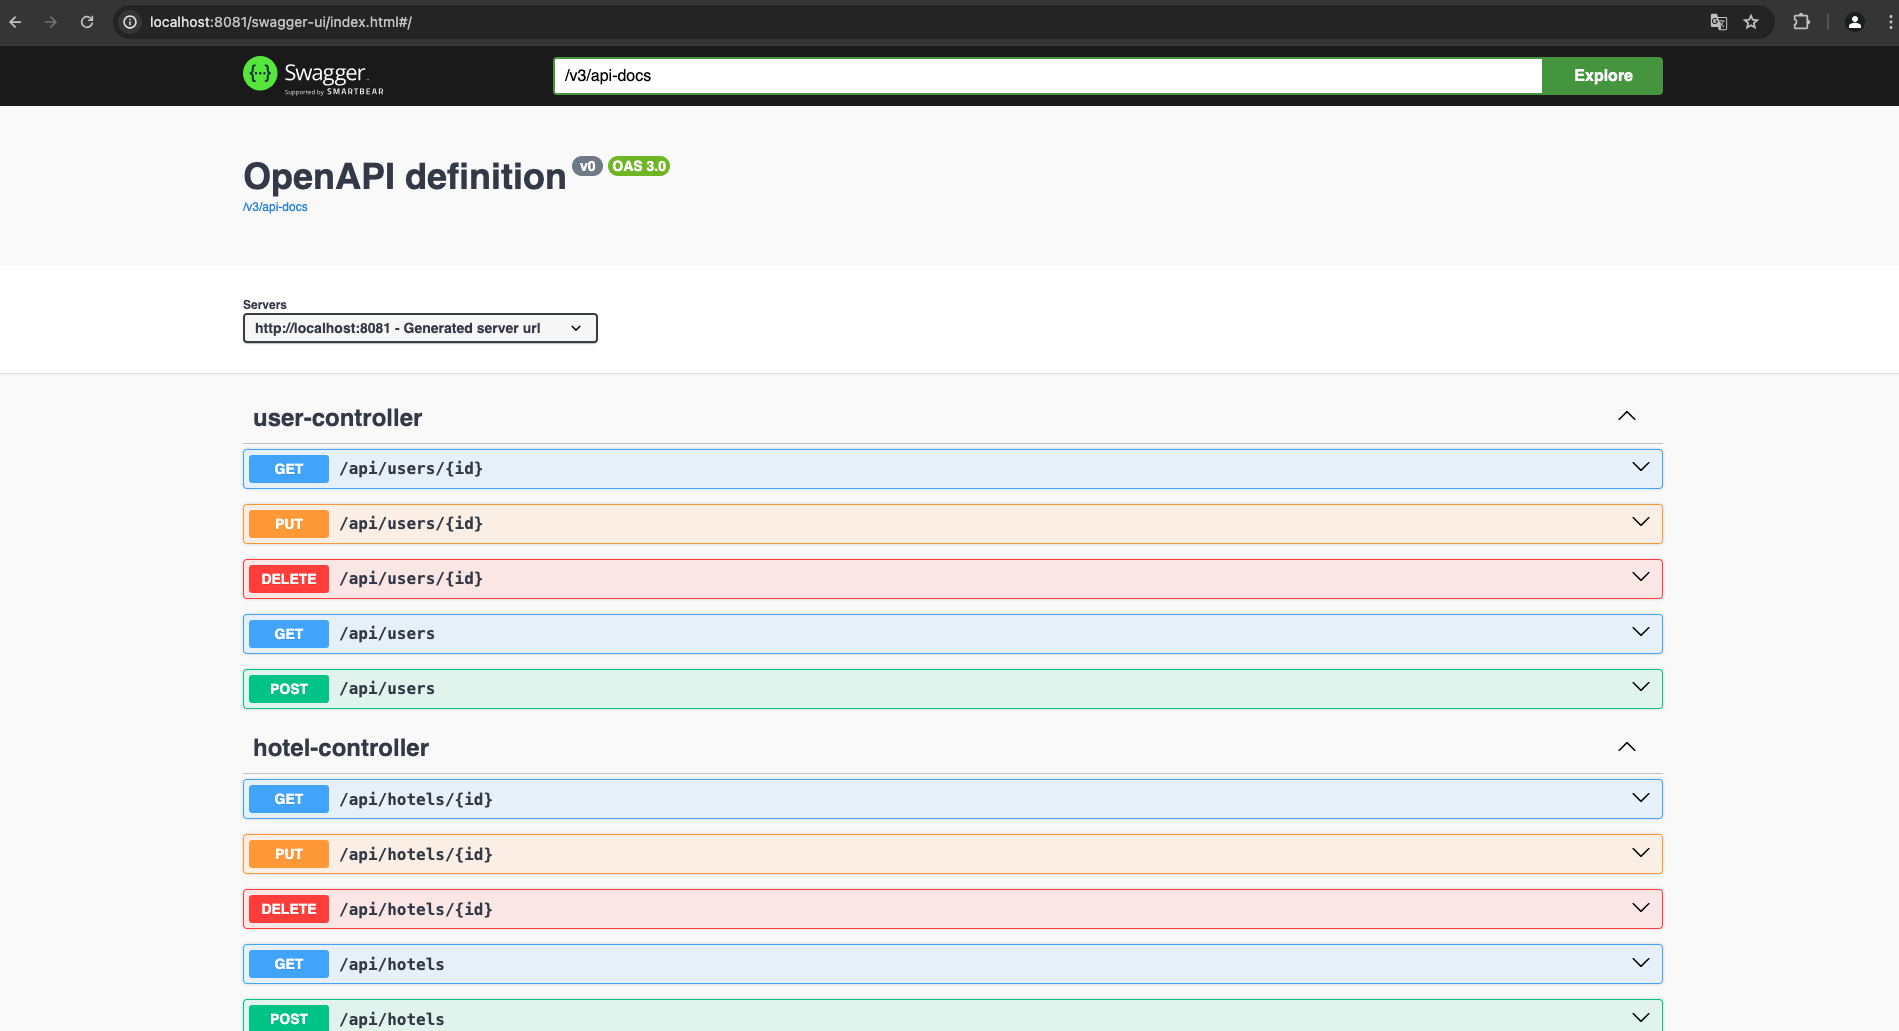 localhost:8081/swagger-ui/index.html#/
Swagger
Supported by SMARTBEAR
/v3/api-docs
Explore
OpenAPI definition v0 OAS 3.0
/v3/api-docs
Servers
http://localhost:8081 - Generated server url
user-controller
GET /api/users/{id}
PUT /api/users/{id}
DELETE /api/users/{id}
GET /api/users
POST /api/users
hotel-controller
GET /api/hotels/{id}
PUT /api/hotels/{id}
DELETE /api/hotels/{id}
GET /api/hotels
POST /api/hotels